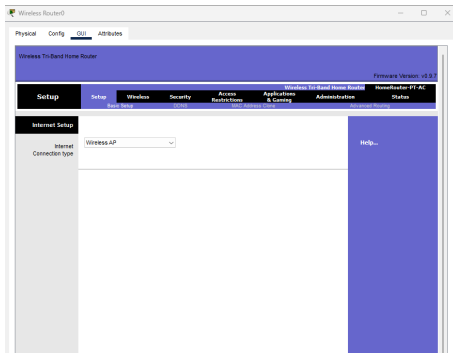 Wireless Router0
Physical Config GUI Attributes
Wireless Tri-Band Home Router
Firmware Version: v0.9.7
Wireless Tri-Band Home Router HomeRouter-PT-AC
Setup
Setup Wireless Security Access Restrictions Applications & Gaming Administration Status
Basic Setup DDNS MAC Address Clone Advanced Routing
Internet Setup
Internet
Connection type
Wireless AP
Help...